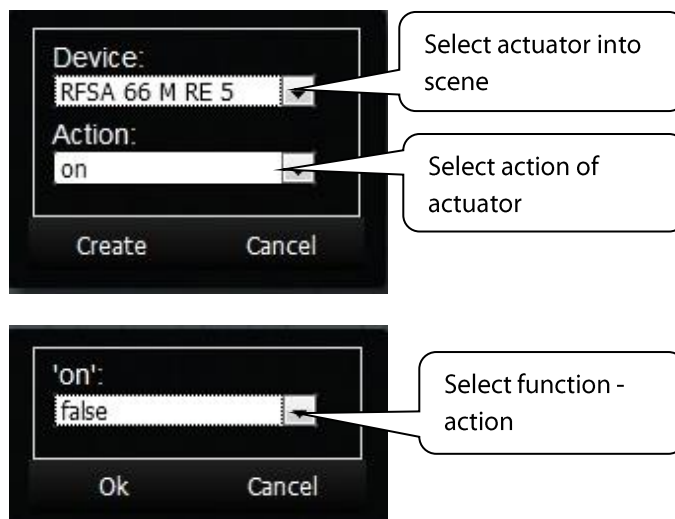 Device:
RFSA 66 M RE 5
Select actuator into
scene
Action:
on
Select action of
actuator
Create Cancel
'on':
false
Select function -
action
Ok Cancel